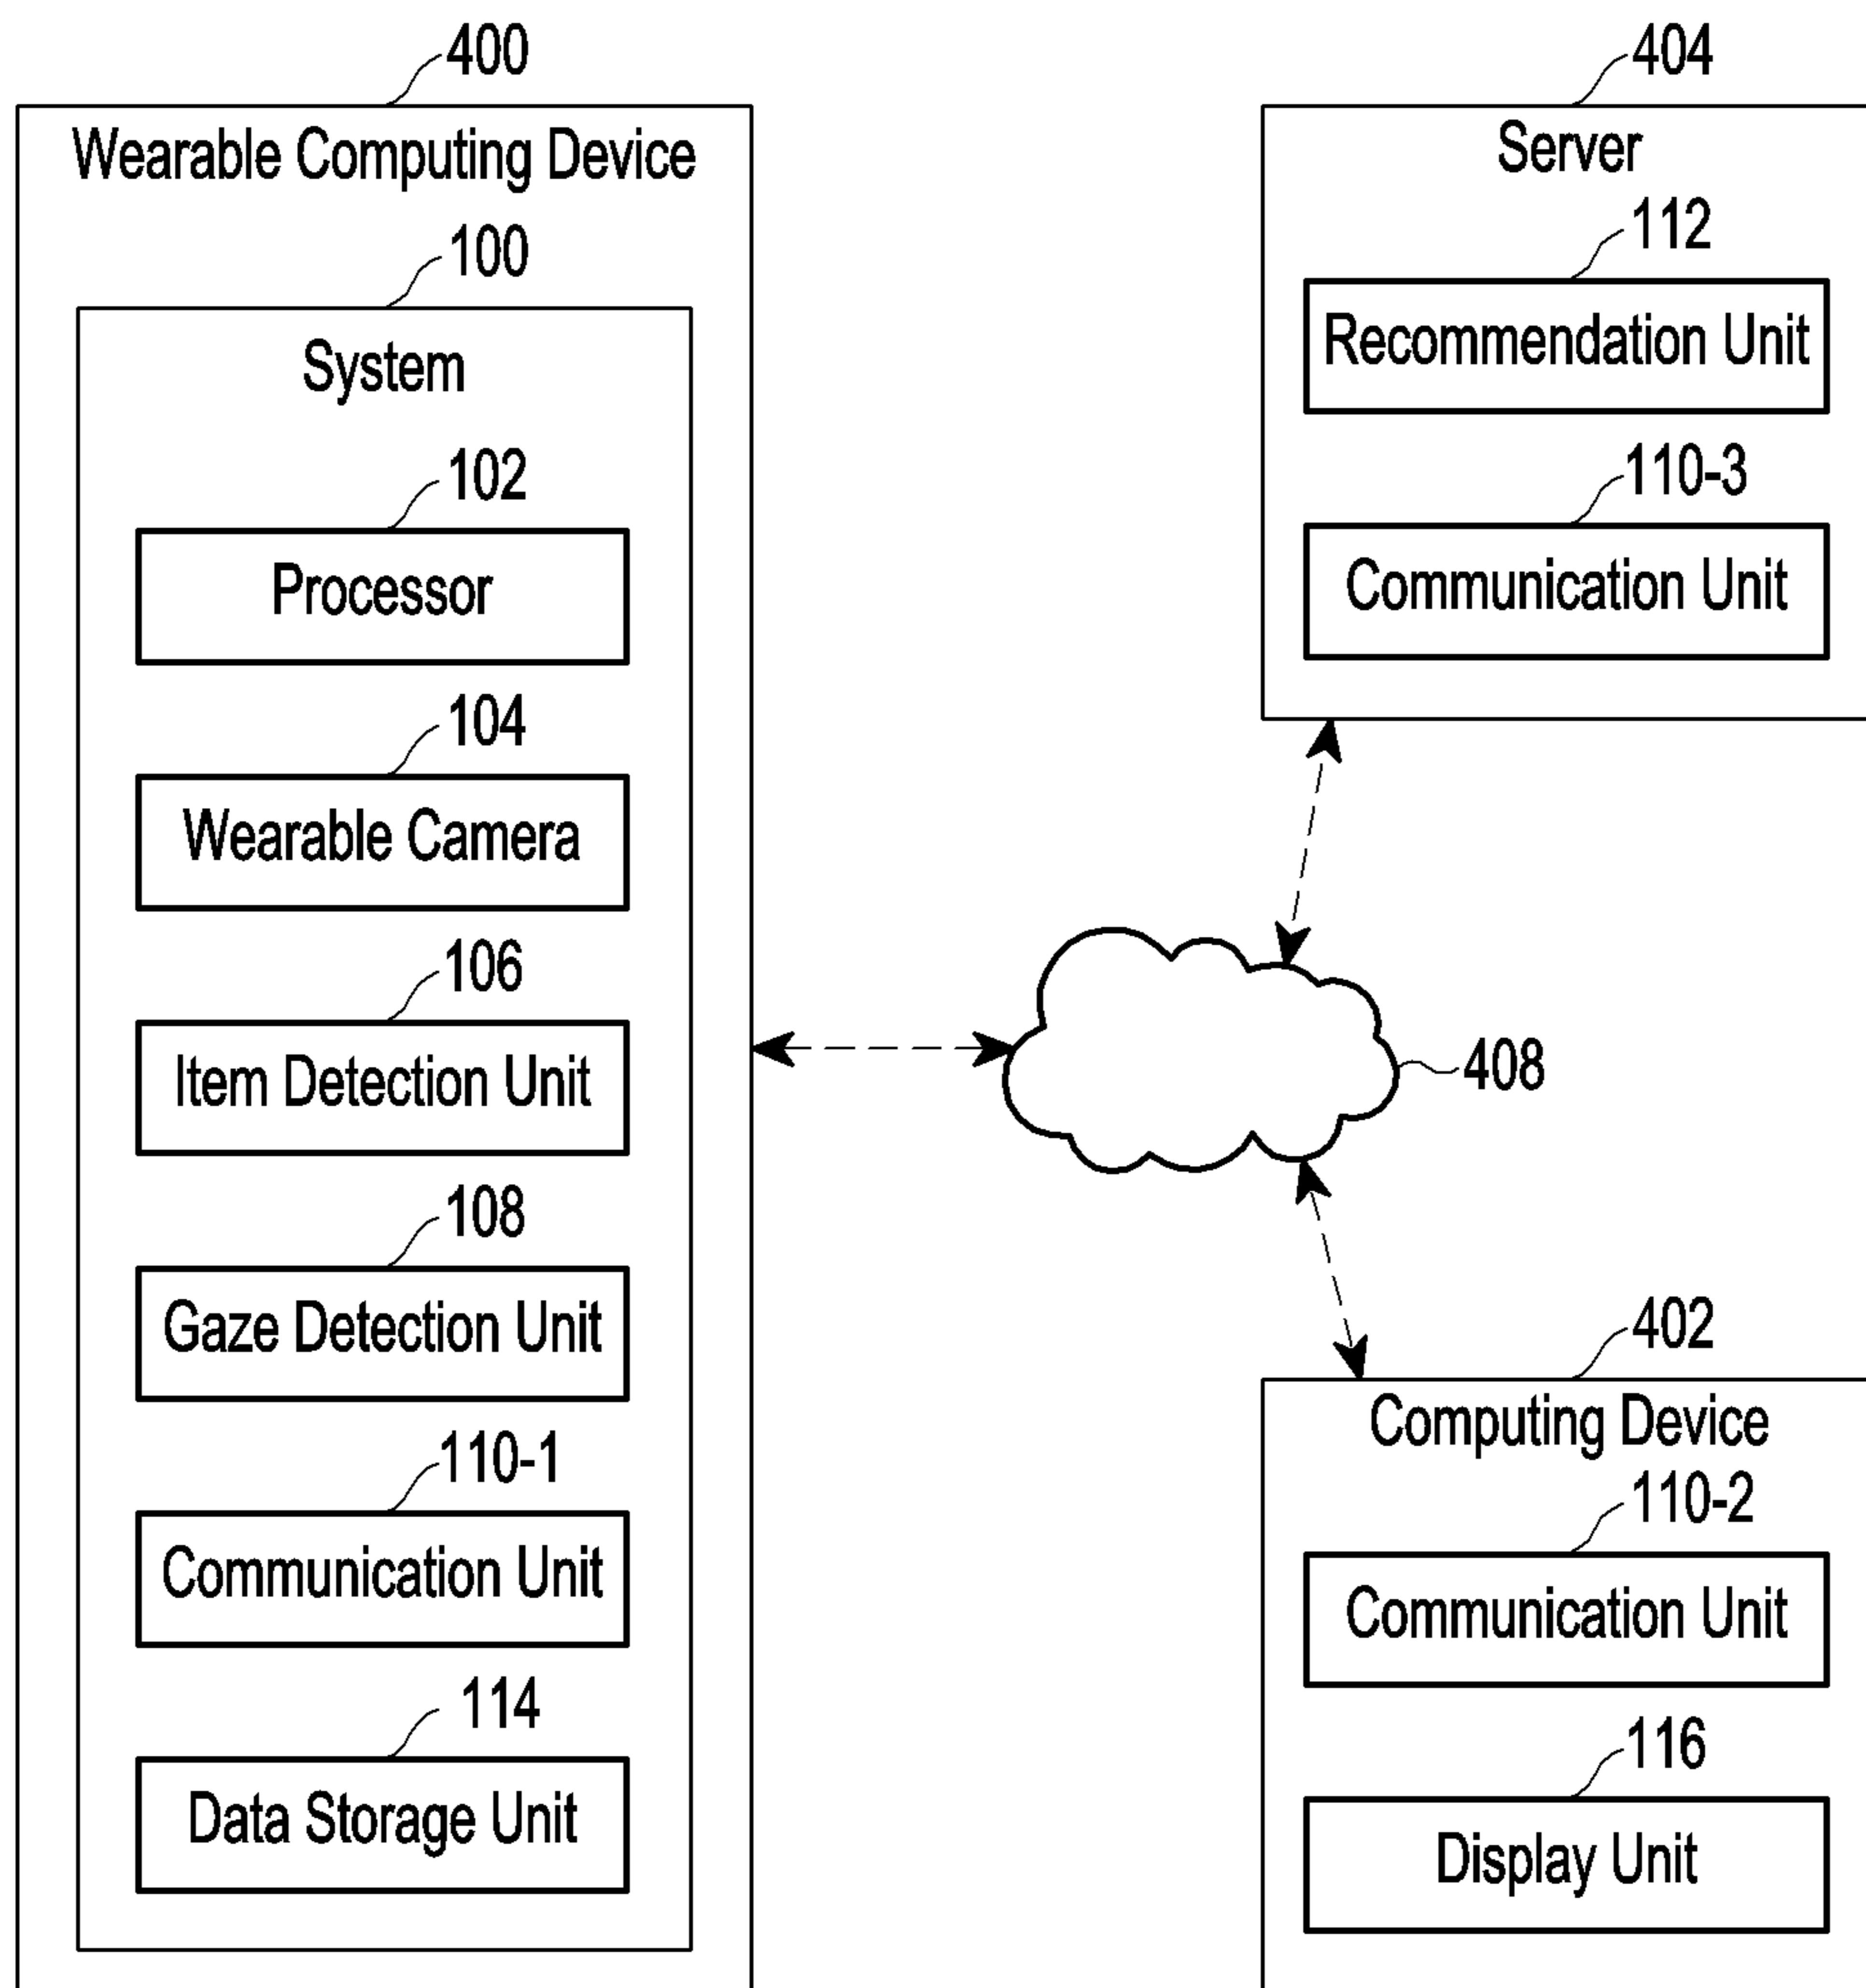 400
Wearable Computing Device
100
System
102
Processor
104
Wearable Camera
106
Item Detection Unit
108
Gaze Detection Unit
110-1
Communication Unit
114
Data Storage Unit
404
Server
112
Recommendation Unit
110-3
Communication Unit
408
402
Computing Device
110-2
Communication Unit
116
Display Unit